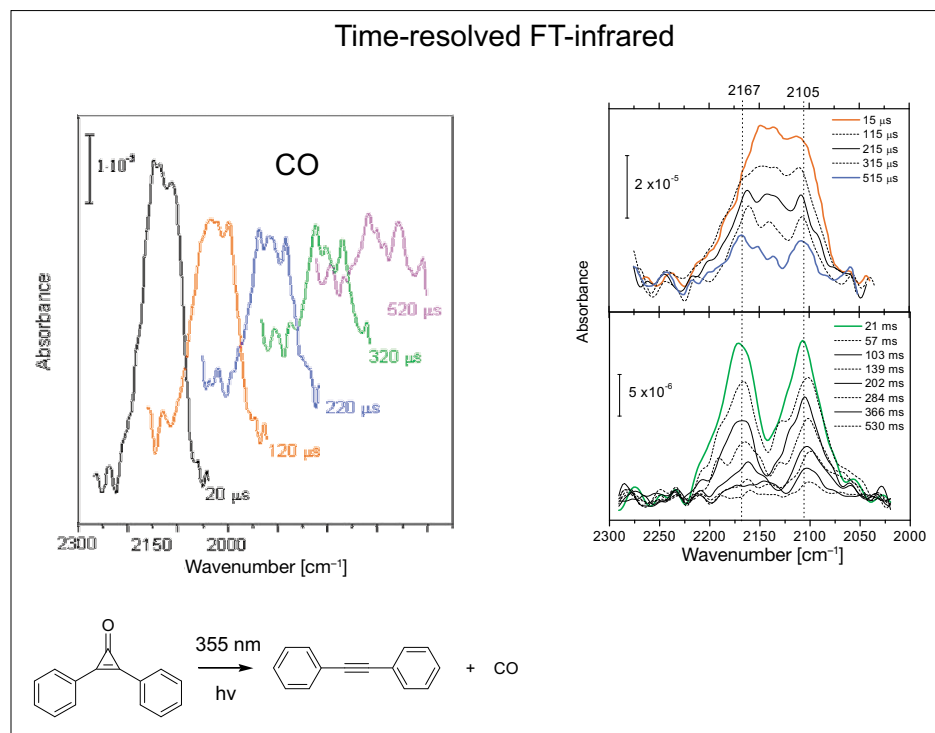 Time-resolved FT-infrared
1·10⁻³
CO
Absorbance
20 µs
120 µs
220 µs
320 µs
520 µs
2300
2150
2000
Wavenumber [cm⁻¹]
2167
2105
15 µs
115 µs
215 µs
315 µs
515 µs
2 x10⁻⁵
Absorbance
21 ms
57 ms
103 ms
139 ms
202 ms
284 ms
366 ms
530 ms
5 x10⁻⁶
2300 2250 2200 2150 2100 2050 2000
Wavenumber [cm⁻¹]
O
355 nm
hv
+ CO